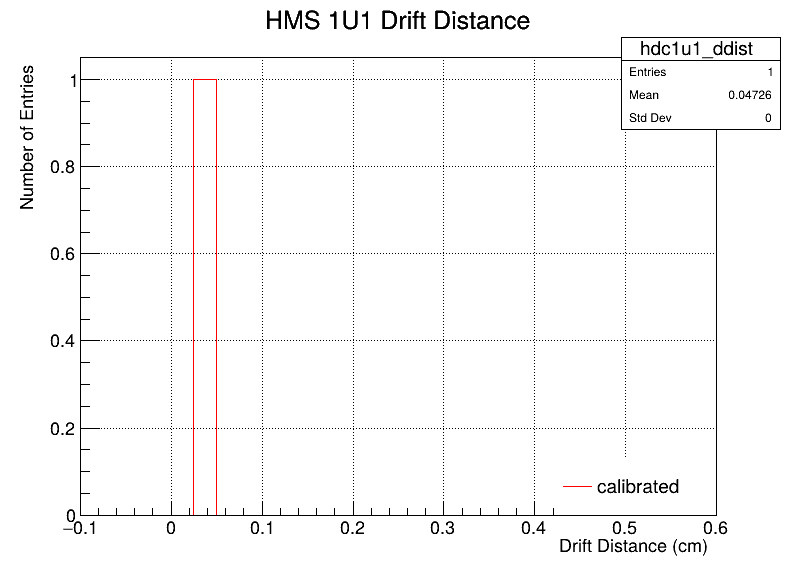 HMS 1U1 Drift Distance
hdc1u1_ddist
Entries 1
Mean 0.04726
Std Dev 0
Number of Entries
1
0.8
0.6
0.4
0.2
0
calibrated
−0.1 0 0.1 0.2 0.3 0.4 0.5 0.6
Drift Distance (cm)